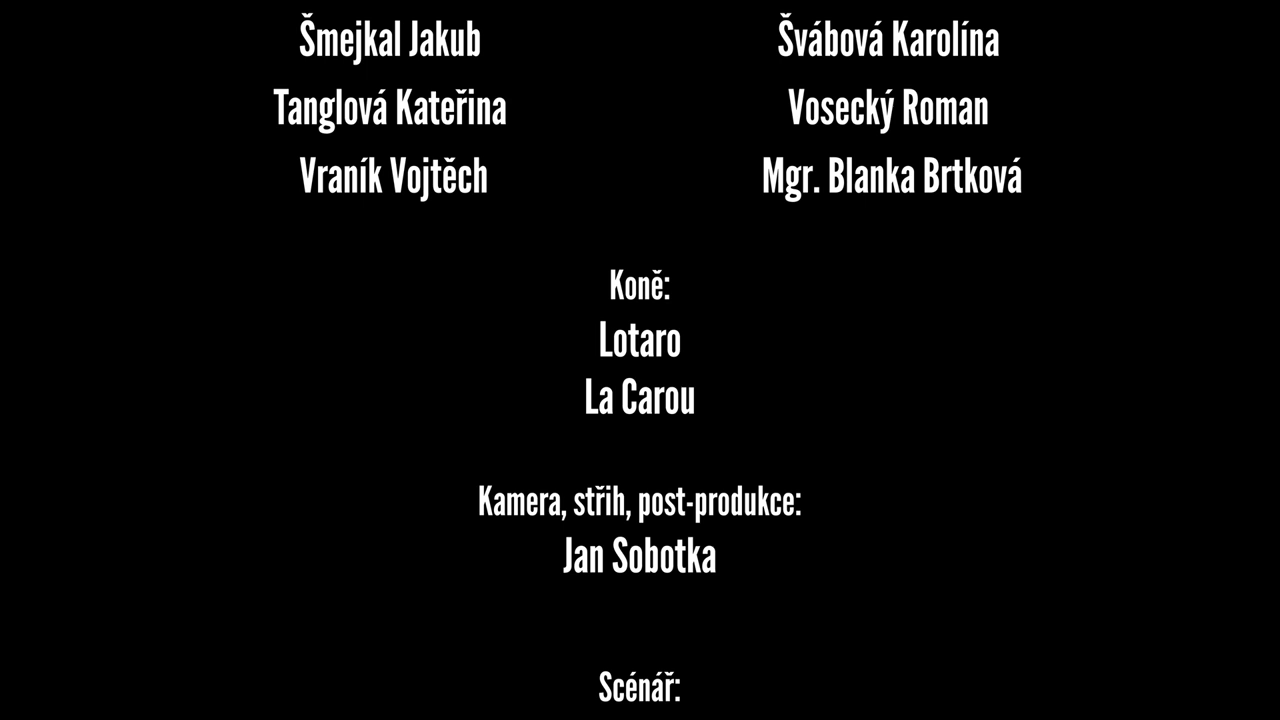 Šmejkal Jakub Švábová Karolína
Tanglová Kateřina Vosecký Roman
Vraník Vojtěch Mgr. Blanka Brtková
Koně:
Lotaro
La Carou
Kamera, střih, post-produkce:
Jan Sobotka
Scénář: